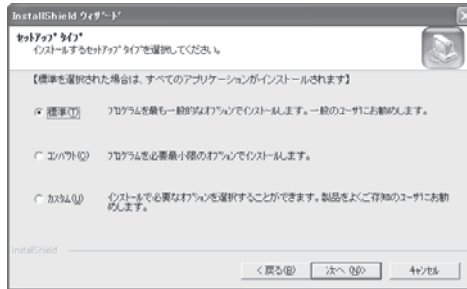 InstallShield ウィザード
セットアップ タイプ
インストールするセットアップ タイプを選択してください。
【標準を選択された場合は、すべてのアプリケーションがインストールされます】
標準(T) プログラムを最も一般的なオプションでインストールします。一般のユーザにお勧めします。
コンパクト(C) プログラムを必要最小限のオプションでインストールします。
カスタム(U) インストールで必要なオプションを選択することができます。製品をよくご存知のユーザにお勧
めします。
InstallShield
< 戻る(B) 次へ (N)> キャンセル